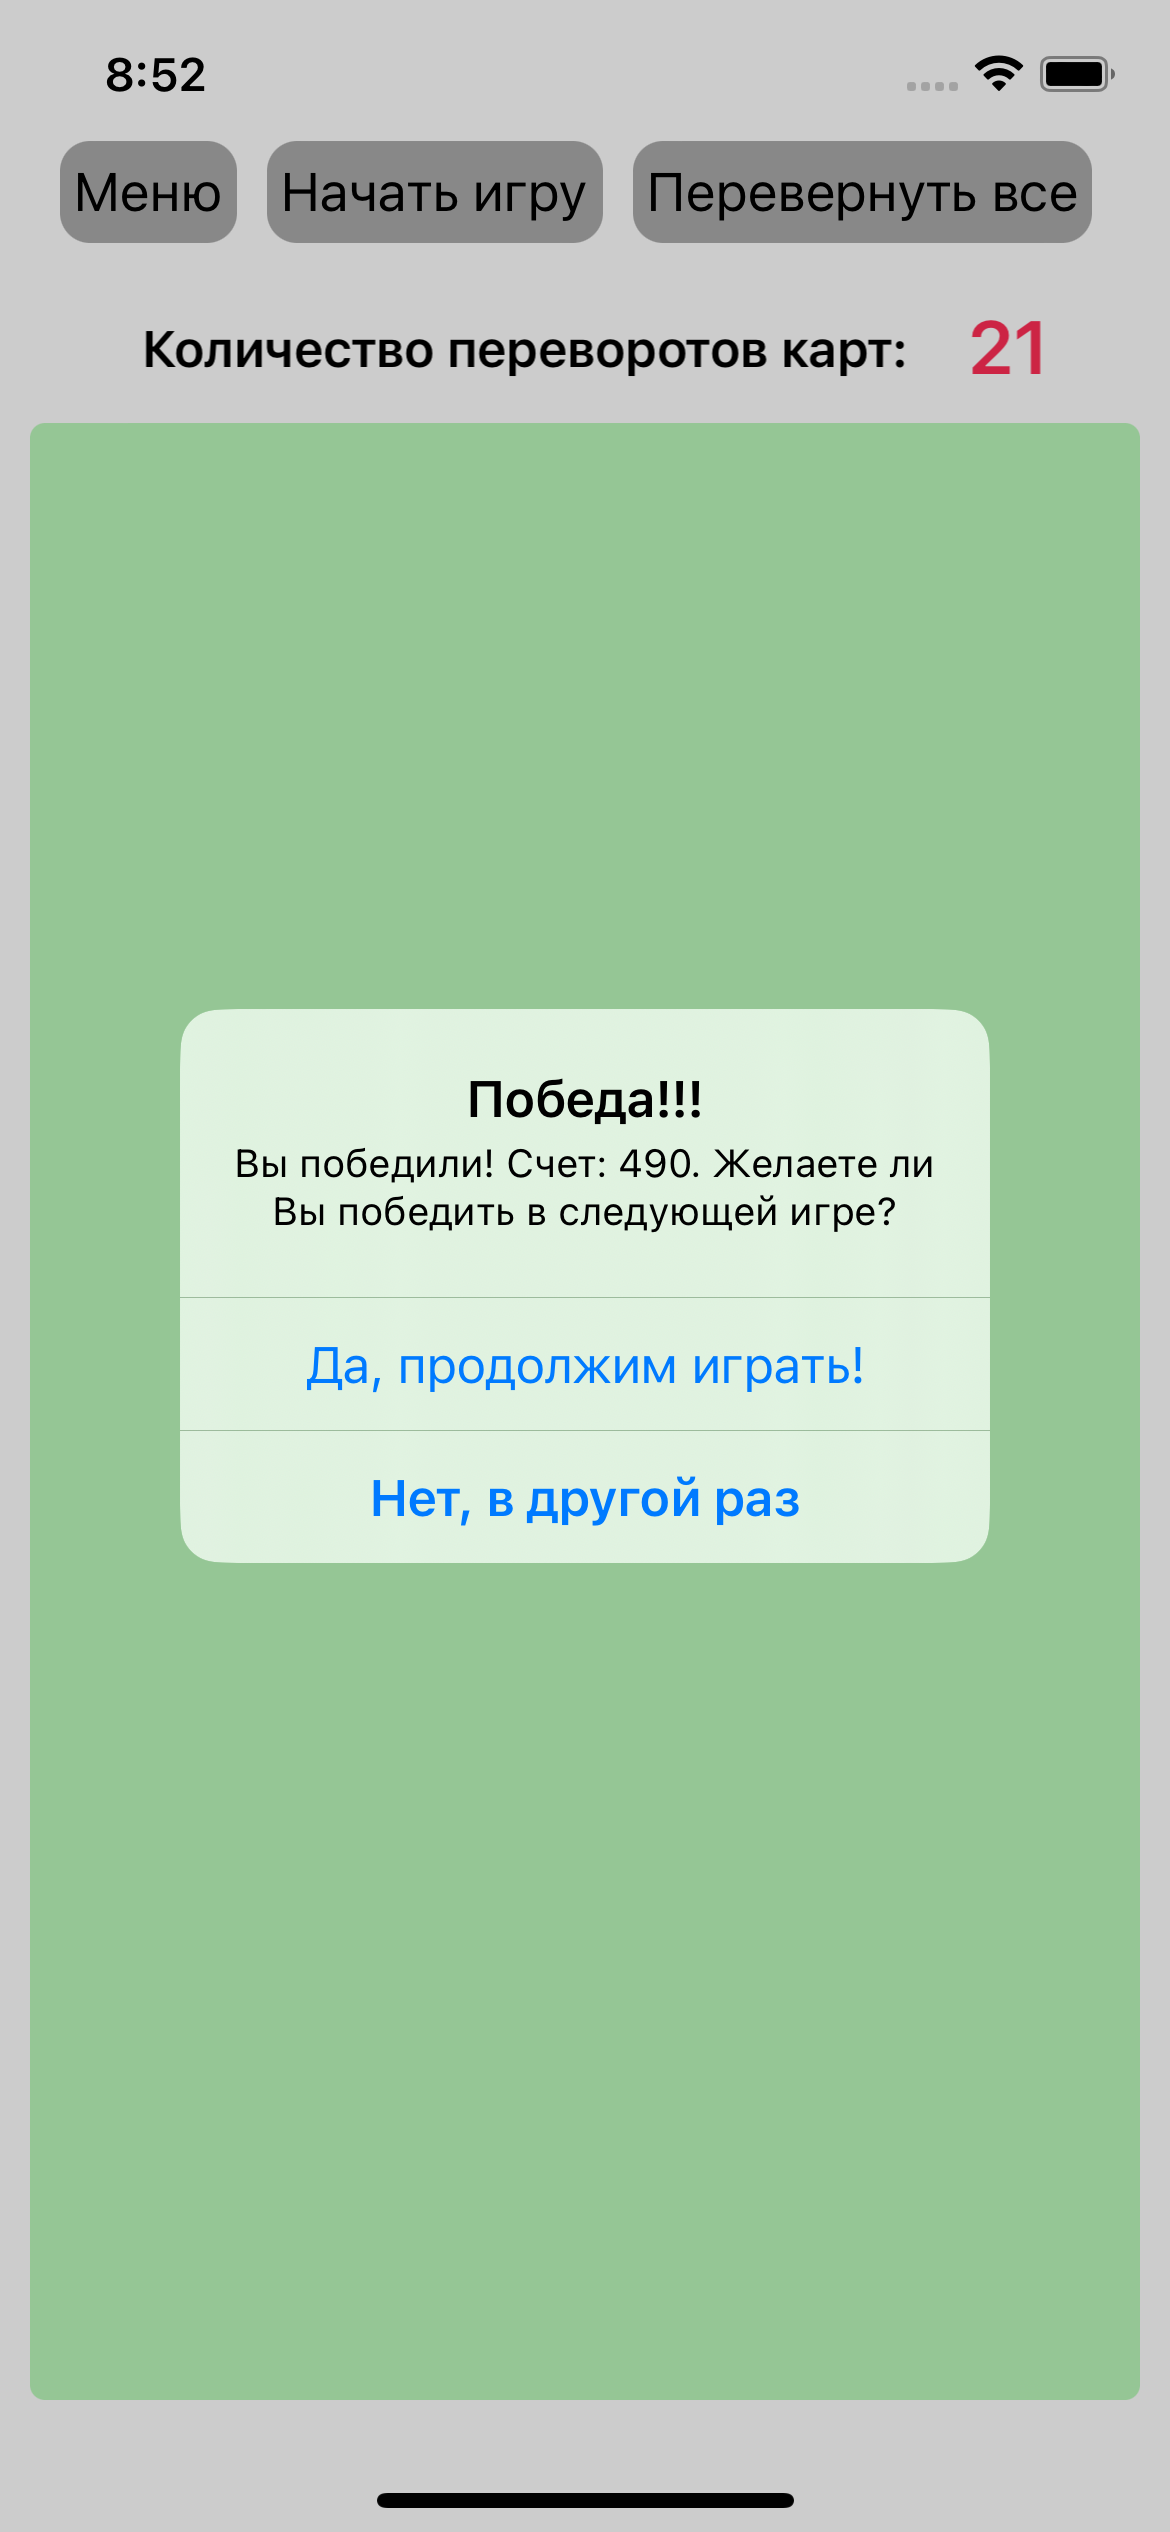 8:52
Меню Начать игру Перевернуть все
Количество переворотов карт: 21
Победа!!!
Вы победили! Счет: 490. Желаете ли
Вы победить в следующей игре?
Да, продолжим играть!
Нет, в другой раз